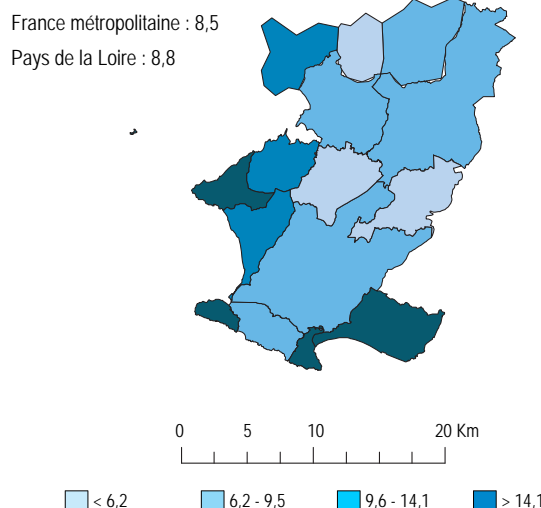 France métropolitaine : 8,5
Pays de la Loire : 8,8
0 5 10 20 Km
< 6,2 6,2 - 9,5 9,6 - 14,1 > 14,1